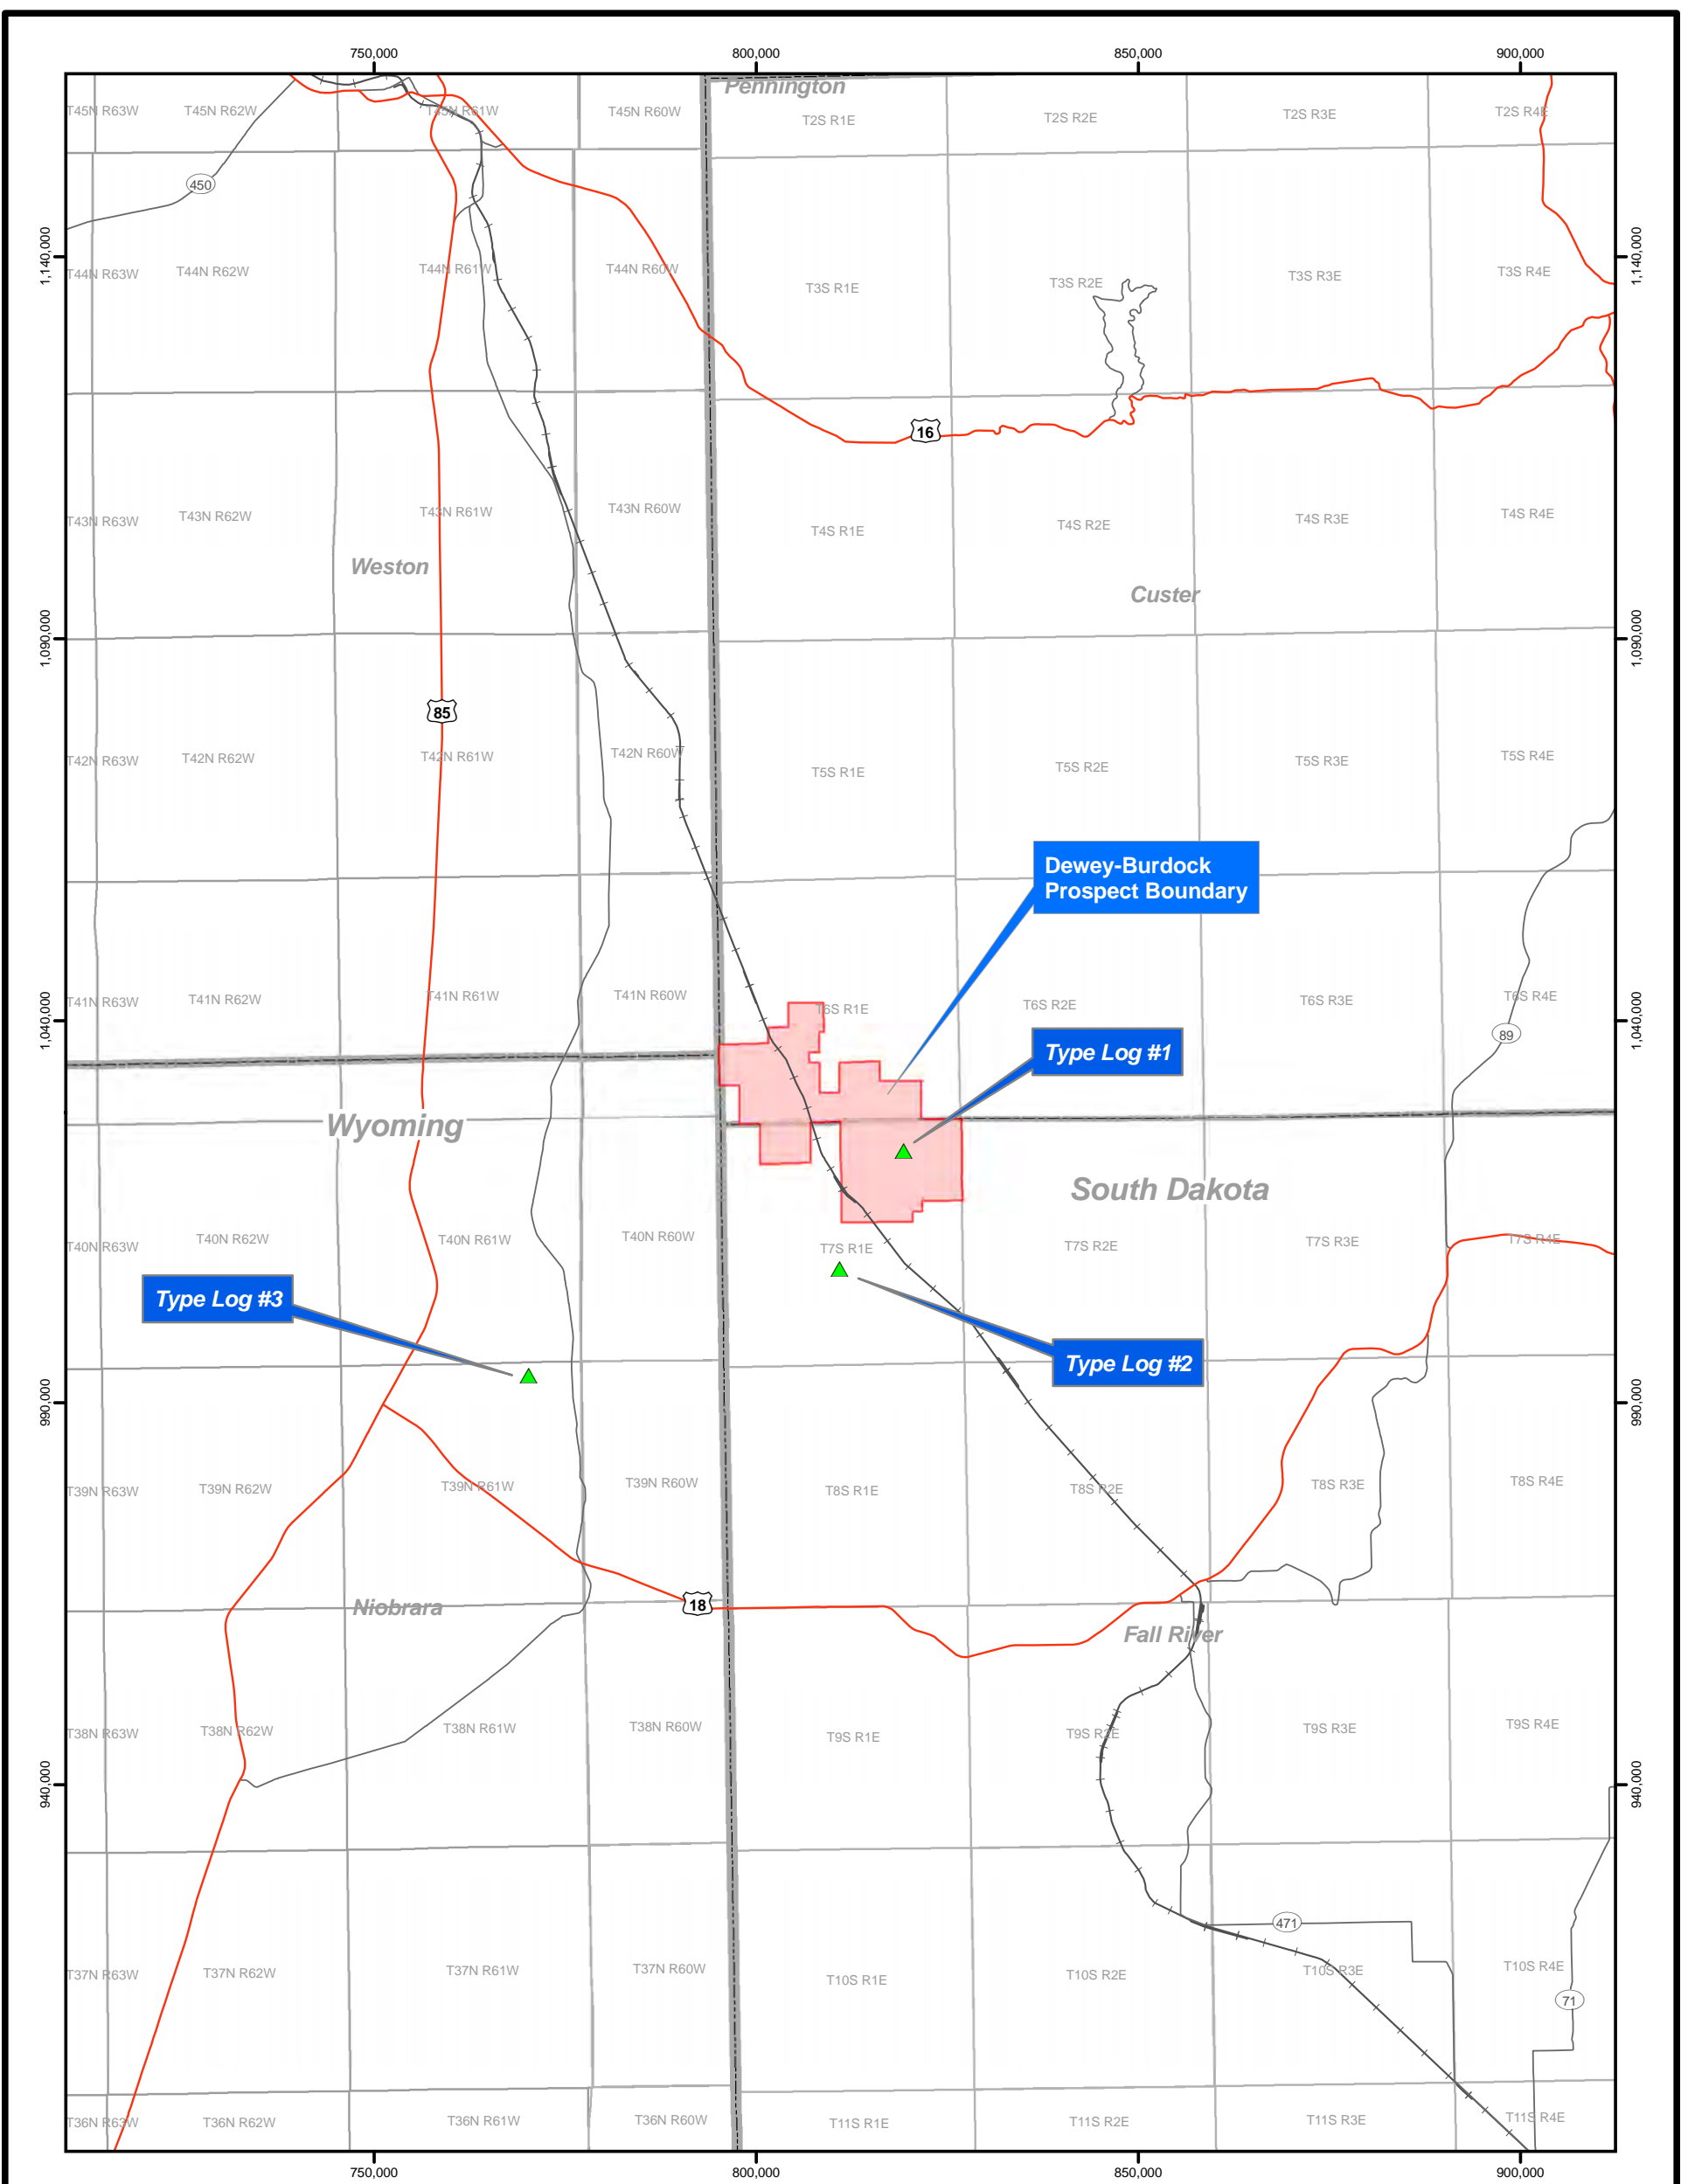 750,000 800,000 850,000 900,000
Pennington
T45N R63W T45N R62W T45N R61W T45N R60W T2S R1E T2S R2E T2S R3E T2S R4E
450
1,140,000 1,140,000
T44N R63W T44N R62W T44N R61W T44N R60W T3S R1E T3S R2E T3S R3E T3S R4E
16
T43N R63W T43N R62W T43N R61W T43N R60W T4S R1E T4S R2E T4S R3E T4S R4E
Weston
Custer
1,090,000 1,090,000
85
T42N R63W T42N R62W T42N R61W T42N R60W T5S R1E T5S R2E T5S R3E T5S R4E
Dewey-Burdock
Prospect Boundary
T41N R63W T41N R62W T41N R61W T41N R60W T6S R1E T6S R2E T6S R3E T6S R4E
1,040,000 1,040,000
89
Type Log #1
Wyoming
South Dakota
T40N R63W T40N R62W T40N R61W T40N R60W T7S R1E T7S R2E T7S R3E T7S R4E
Type Log #3
Type Log #2
990,000 990,000
T39N R63W T39N R62W T39N R61W T39N R60W T8S R1E T8S R2E T8S R3E T8S R4E
Niobrara
18
Fall River
T38N R63W T38N R62W T38N R61W T38N R60W T9S R1E T9S R2E T9S R3E T9S R4E
940,000 940,000
471
T37N R63W T37N R62W T37N R61W T37N R60W T10S R1E T10S R2E T10S R3E T10S R4E
71
T36N R63W T36N R62W T36N R61W T36N R60W T11S R1E T11S R2E T11S R3E T11S R4E
750,000 800,000 850,000 900,000